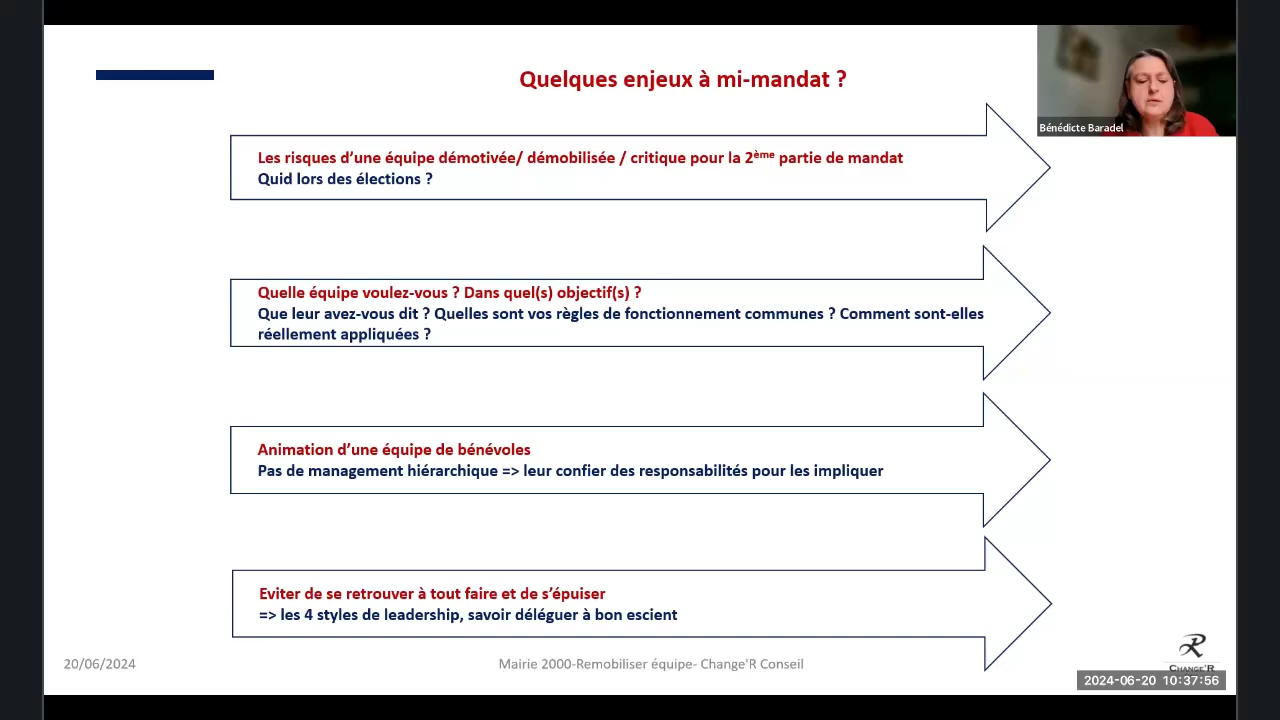 Quelques enjeux à mi-mandat ?
Bénédicte Baradel
Les risques d'une équipe démotivée/ démobilisée / critique pour la 2ème partie de mandat
Quid lors des élections ?
Quelle équipe voulez-vous ? Dans quel(s) objectif(s) ?
Que leur avez-vous dit ? Quelles sont vos règles de fonctionnement communes ? Comment sont-elles
réellement appliquées ?
Animation d'une équipe de bénévoles
Pas de management hiérarchique => leur confier des responsabilités pour les impliquer
Eviter de se retrouver à tout faire et de s'épuiser
=> les 4 styles de leadership, savoir déléguer à bon escient
20/06/2024
Mairie 2000-Remobiliser équipe- Change'R Conseil
R
Change'R
2024-06-20 10:37:56